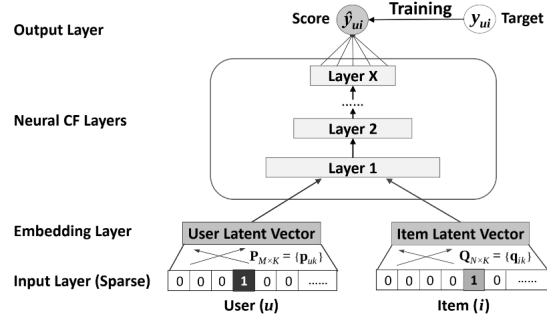 Output Layer
Score ŷui Training yui Target
Layer X
......
Neural CF Layers
Layer 2
Layer 1
Embedding Layer
User Latent Vector
Item Latent Vector
PM×K = {puk}
QN×K = {qik}
Input Layer (Sparse)
0 0 0 1 0 0 ......
0 0 0 0 1 0 ......
User (u)
Item (i)